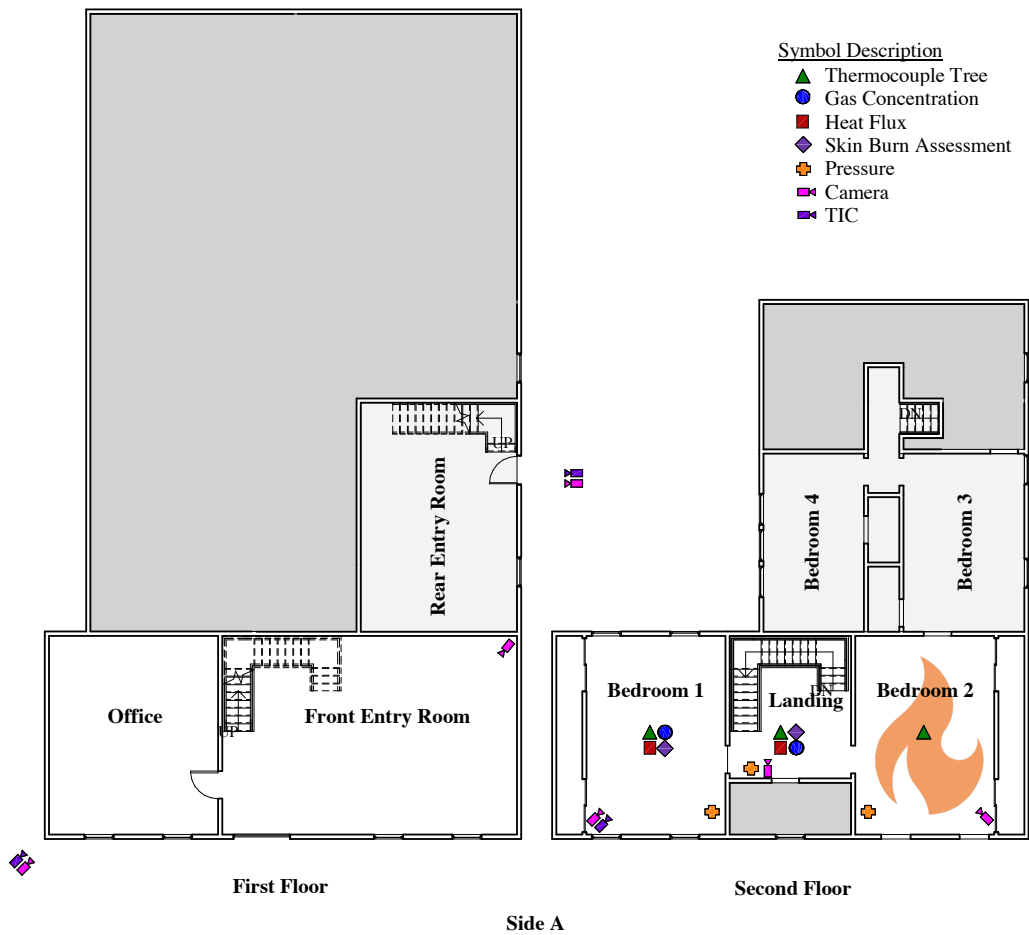 Symbol Description
Thermocouple Tree
Gas Concentration
Heat Flux
Skin Burn Assessment
Pressure
Camera
TIC
UP
Rear Entry Room
Office
Front Entry Room
UP
First Floor
DN
Bedroom 4
Bedroom 3
Bedroom 1
DN
Landing
Bedroom 2
Second Floor
Side A